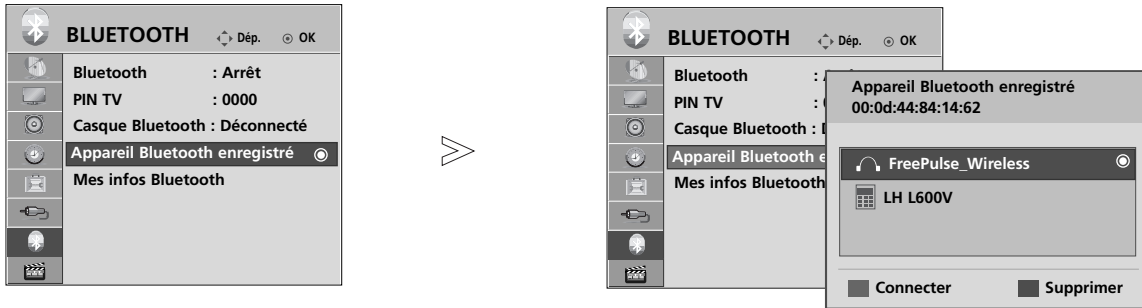 BLUETOOTH Dép. OK
Bluetooth : Arrêt
PIN TV : 0000
Casque Bluetooth : Déconnecté
Appareil Bluetooth enregistré
Mes infos Bluetooth
BLUETOOTH Dép. OK
Bluetooth :
PIN TV :
Casque Bluetooth :
Appareil Bluetooth
Mes infos Bluetooth
Appareil Bluetooth enregistré
00:0d:44:84:14:62
FreePulse_Wireless
LH L600V
Connecter Supprimer